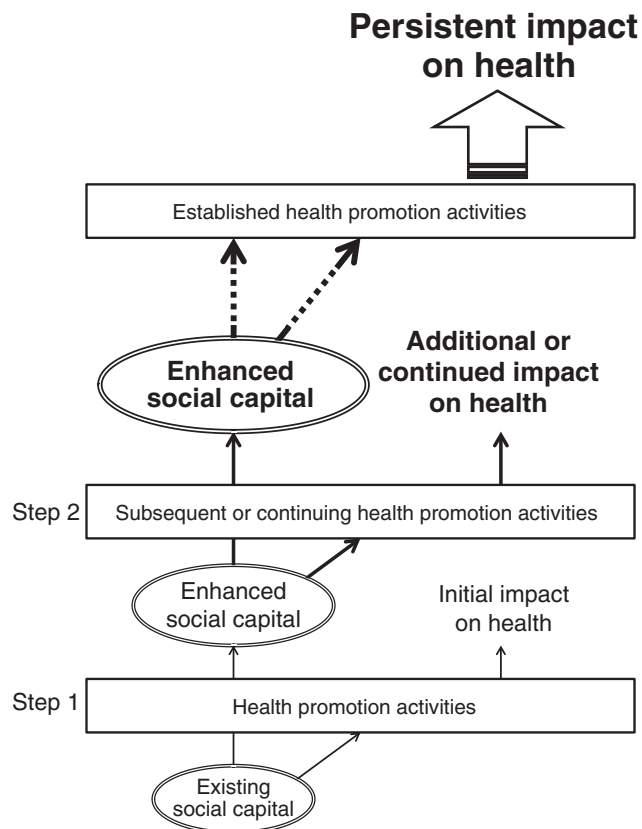 Persistent impact
on health
Established health promotion activities
Enhanced
social capital
Additional or
continued impact
on health
Step 2
Subsequent or continuing health promotion activities
Enhanced
social capital
Initial impact
on health
Step 1
Health promotion activities
Existing
social capital